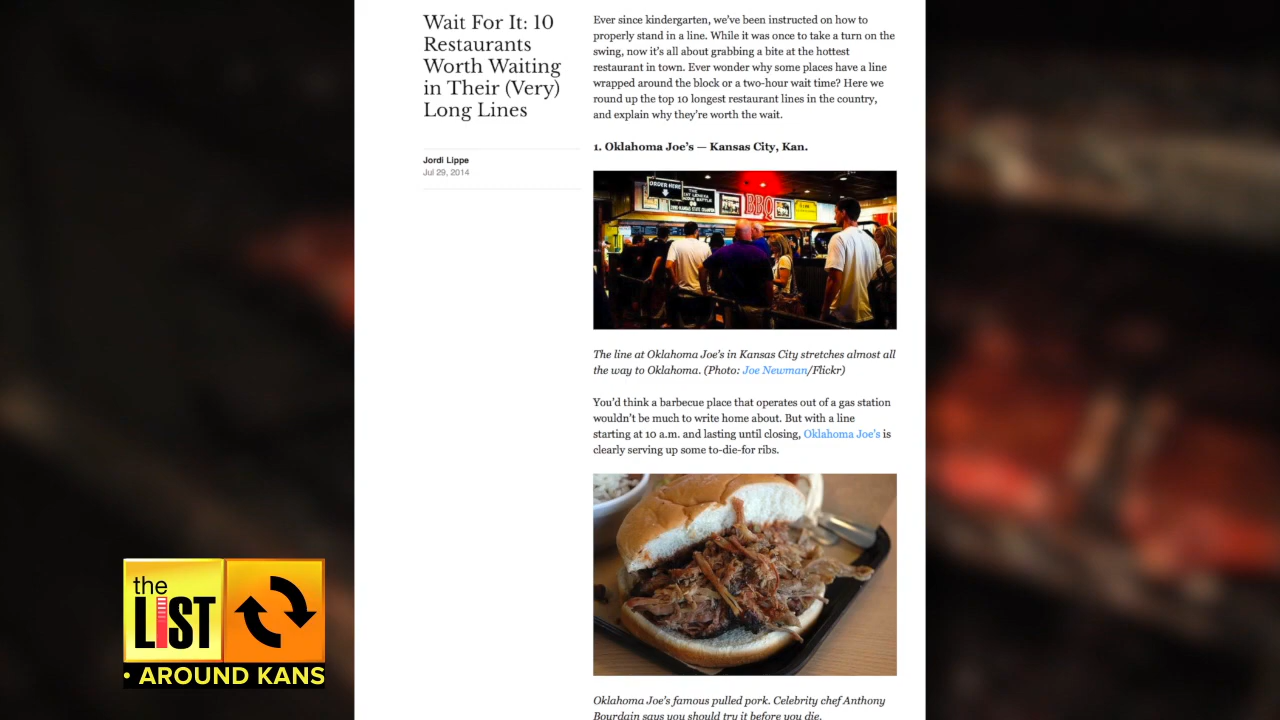 Wait For It: 10
Restaurants
Worth Waiting
in Their (Very)
Long Lines
Jordi Lippe
Jul 29, 2014
Ever since kindergarten, we've been instructed on how to
properly stand in a line. While it was once to take a turn on the
swing, now it's all about grabbing a bite at the hottest
restaurant in town. Ever wonder why some places have a line
wrapped around the block or a two-hour wait time? Here we
round up the top 10 longest restaurant lines in the country,
and explain why they're worth the wait.
1. Oklahoma Joe's — Kansas City, Kan.
ORDER HERE
BBQ
The line at Oklahoma Joe's in Kansas City stretches almost all
the way to Oklahoma. (Photo: Joe Newman/Flickr)
You'd think a barbecue place that operates out of a gas station
wouldn't be much to write home about. But with a line
starting at 10 a.m. and lasting until closing, Oklahoma Joe's is
clearly serving up some to-die-for ribs.
Oklahoma Joe's famous pulled pork. Celebrity chef Anthony
Bourdain says you should try it before you die.
the
LIST
• AROUND KANS